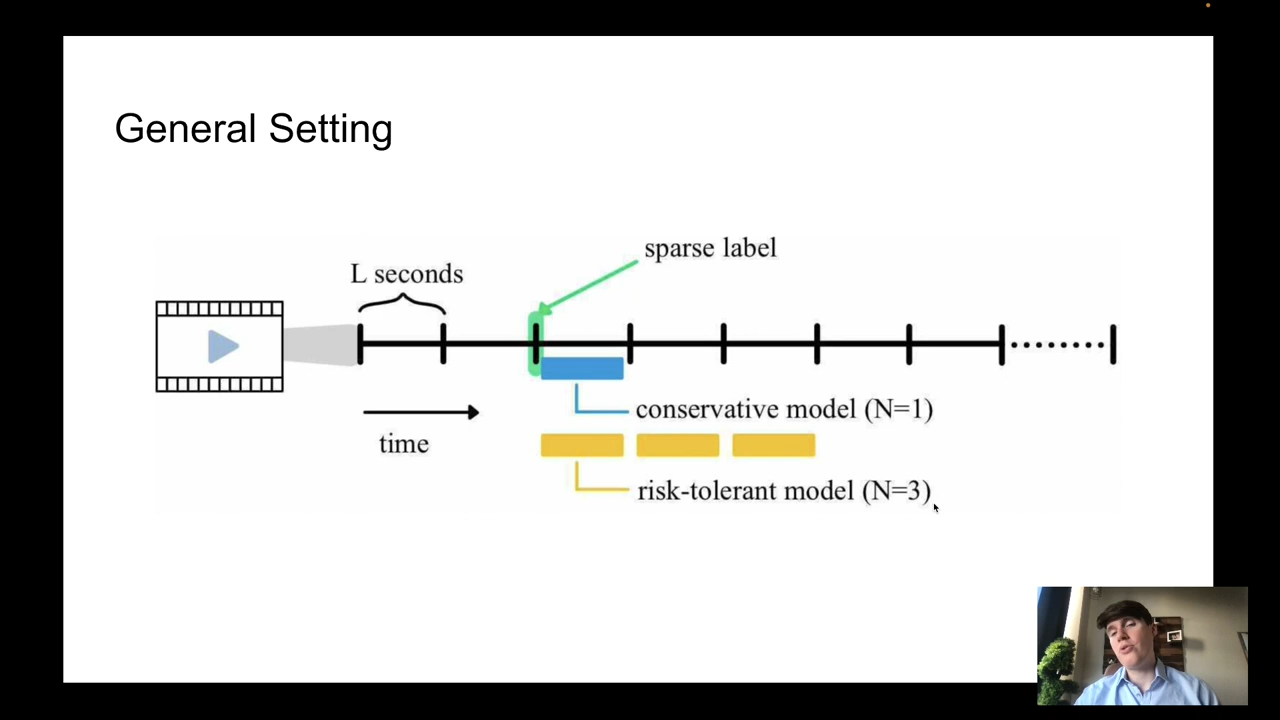 General Setting
sparse label
L seconds
conservative model (N=1)
time
risk-tolerant model (N=3)